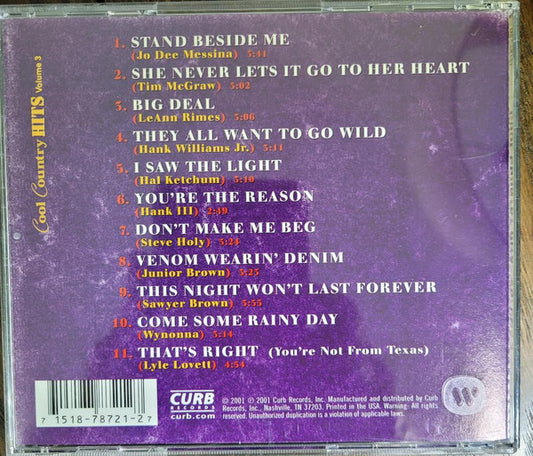 1. STAND BESIDE ME
(Jo Dee Messina) 3:41
2. SHE NEVER LETS IT GO TO HER HEART
(Tim McGraw) 3:02
3. BIG DEAL
(LeAnn Rimes) 3:06
4. THEY ALL WANT TO GO WILD
(Hank Williams Jr.) 3:11
5. I SAW THE LIGHT
(Hal Ketchum) 3:10
6. YOU'RE THE REASON
(Hank III) 2:49
7. DON'T MAKE ME BEG
(Steve Holy) 3:24
8. VENOM WEARIN' DENIM
(Junior Brown) 3:23
9. THIS NIGHT WON'T LAST FOREVER
(Sawyer Brown) 3:35
10. COME SOME RAINY DAY
(Wynonna) 3:14
11. THAT'S RIGHT (You're Not From Texas)
(Lyle Lovett) 4:54
Cool Country HITS Volume 3
7 1518-78721-2 7
CURB
RECORDS
curb.com
℗ 2001 © 2001 Curb Records, Inc. Manufactured and distributed by Curb
Records, Inc., Nashville, TN 37203. Printed in the USA. Warning: All rights
reserved. Unauthorized duplication is a violation of applicable laws.